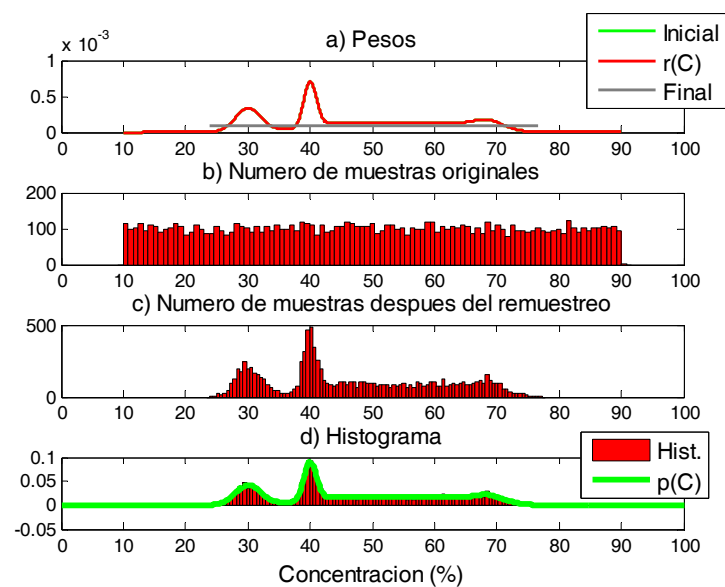 x 10-3
a) Pesos
Inicial
r(C)
Final
1
0.5
0
0 10 20 30 40 50 60 70 80 90 100
b) Numero de muestras originales
200
100
0
0 10 20 30 40 50 60 70 80 90 100
c) Numero de muestras despues del remuestreo
500
0
0 10 20 30 40 50 60 70 80 90 100
d) Histograma
Hist.
p(C)
0.1
0.05
0
-0.05
0 10 20 30 40 50 60 70 80 90 100
Concentracion (%)